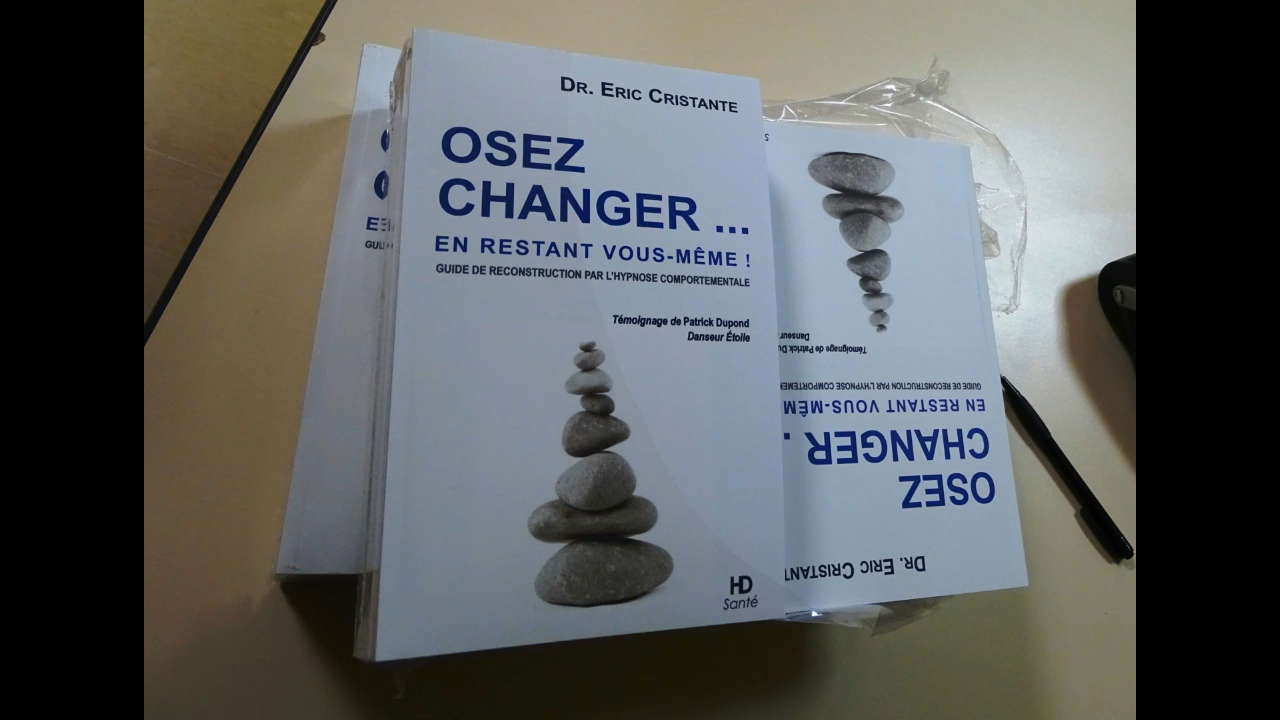 DR. ERIC CRISTANTE
OSEZ
CHANGER ...
EN RESTANT VOUS-MÊME !
GUIDE DE RECONSTRUCTION PAR L'HYPNOSE COMPORTEMENTALE
Témoignage de Patrick Dupond
Danseur Étoile
HD
Santé
DR. ERIC CRISTANT
OSEZ
CHANGER .
EN RESTANT VOUS-MÊM
GUIDE DE RECONSTRUCTION PAR L'HYPNOSE COMPORTEME
Témoignage de Patrick Du
Danseur